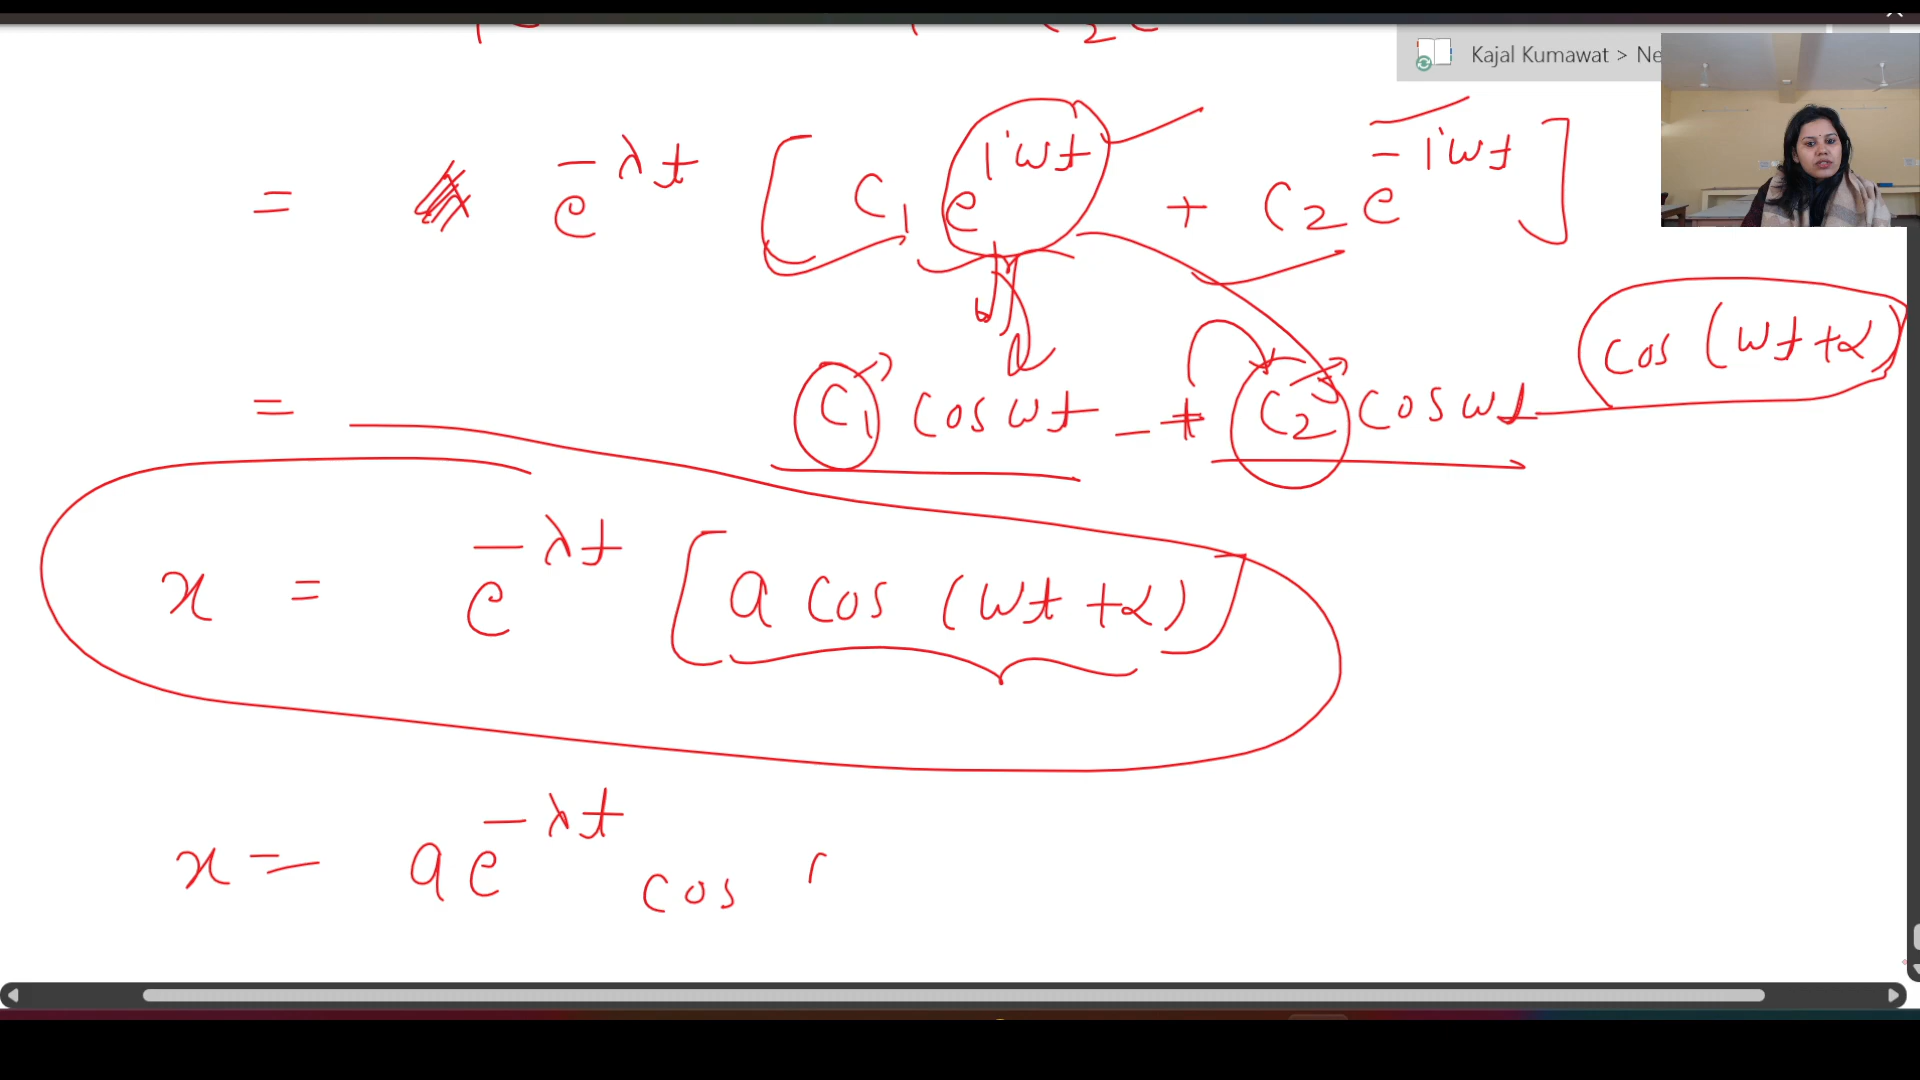 Kajal Kumawat > Ne
= e^{-λt} [ C₁ e^{iωt} + C₂ e^{-iωt} ]
cos (ωt + α)
= C₁ cos ωt + C₂ cos ωt
x = e^{-λt} [ a cos (ωt + α) ]
x = a e^{-λt} cos (